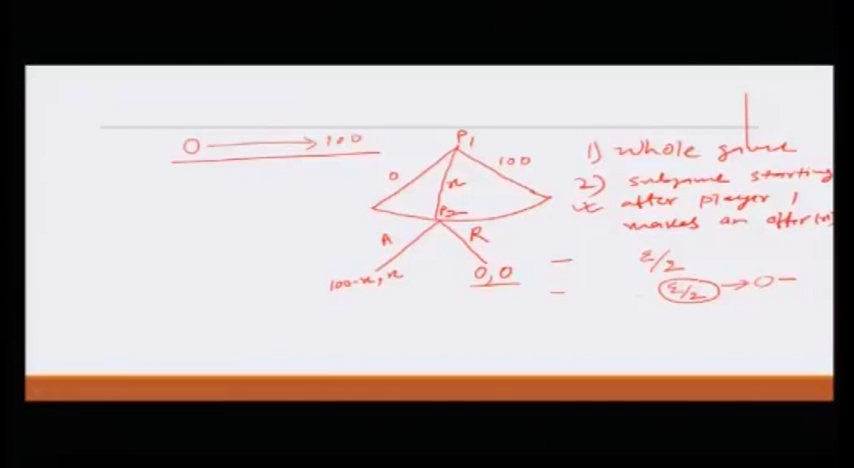 0 → 100
P1
0
x
100
P2
A
R
100-x, x
0, 0
1) whole game
2) subgame starting
after player 1
makes an offer (x)
ε/2
ε/2 → 0 -